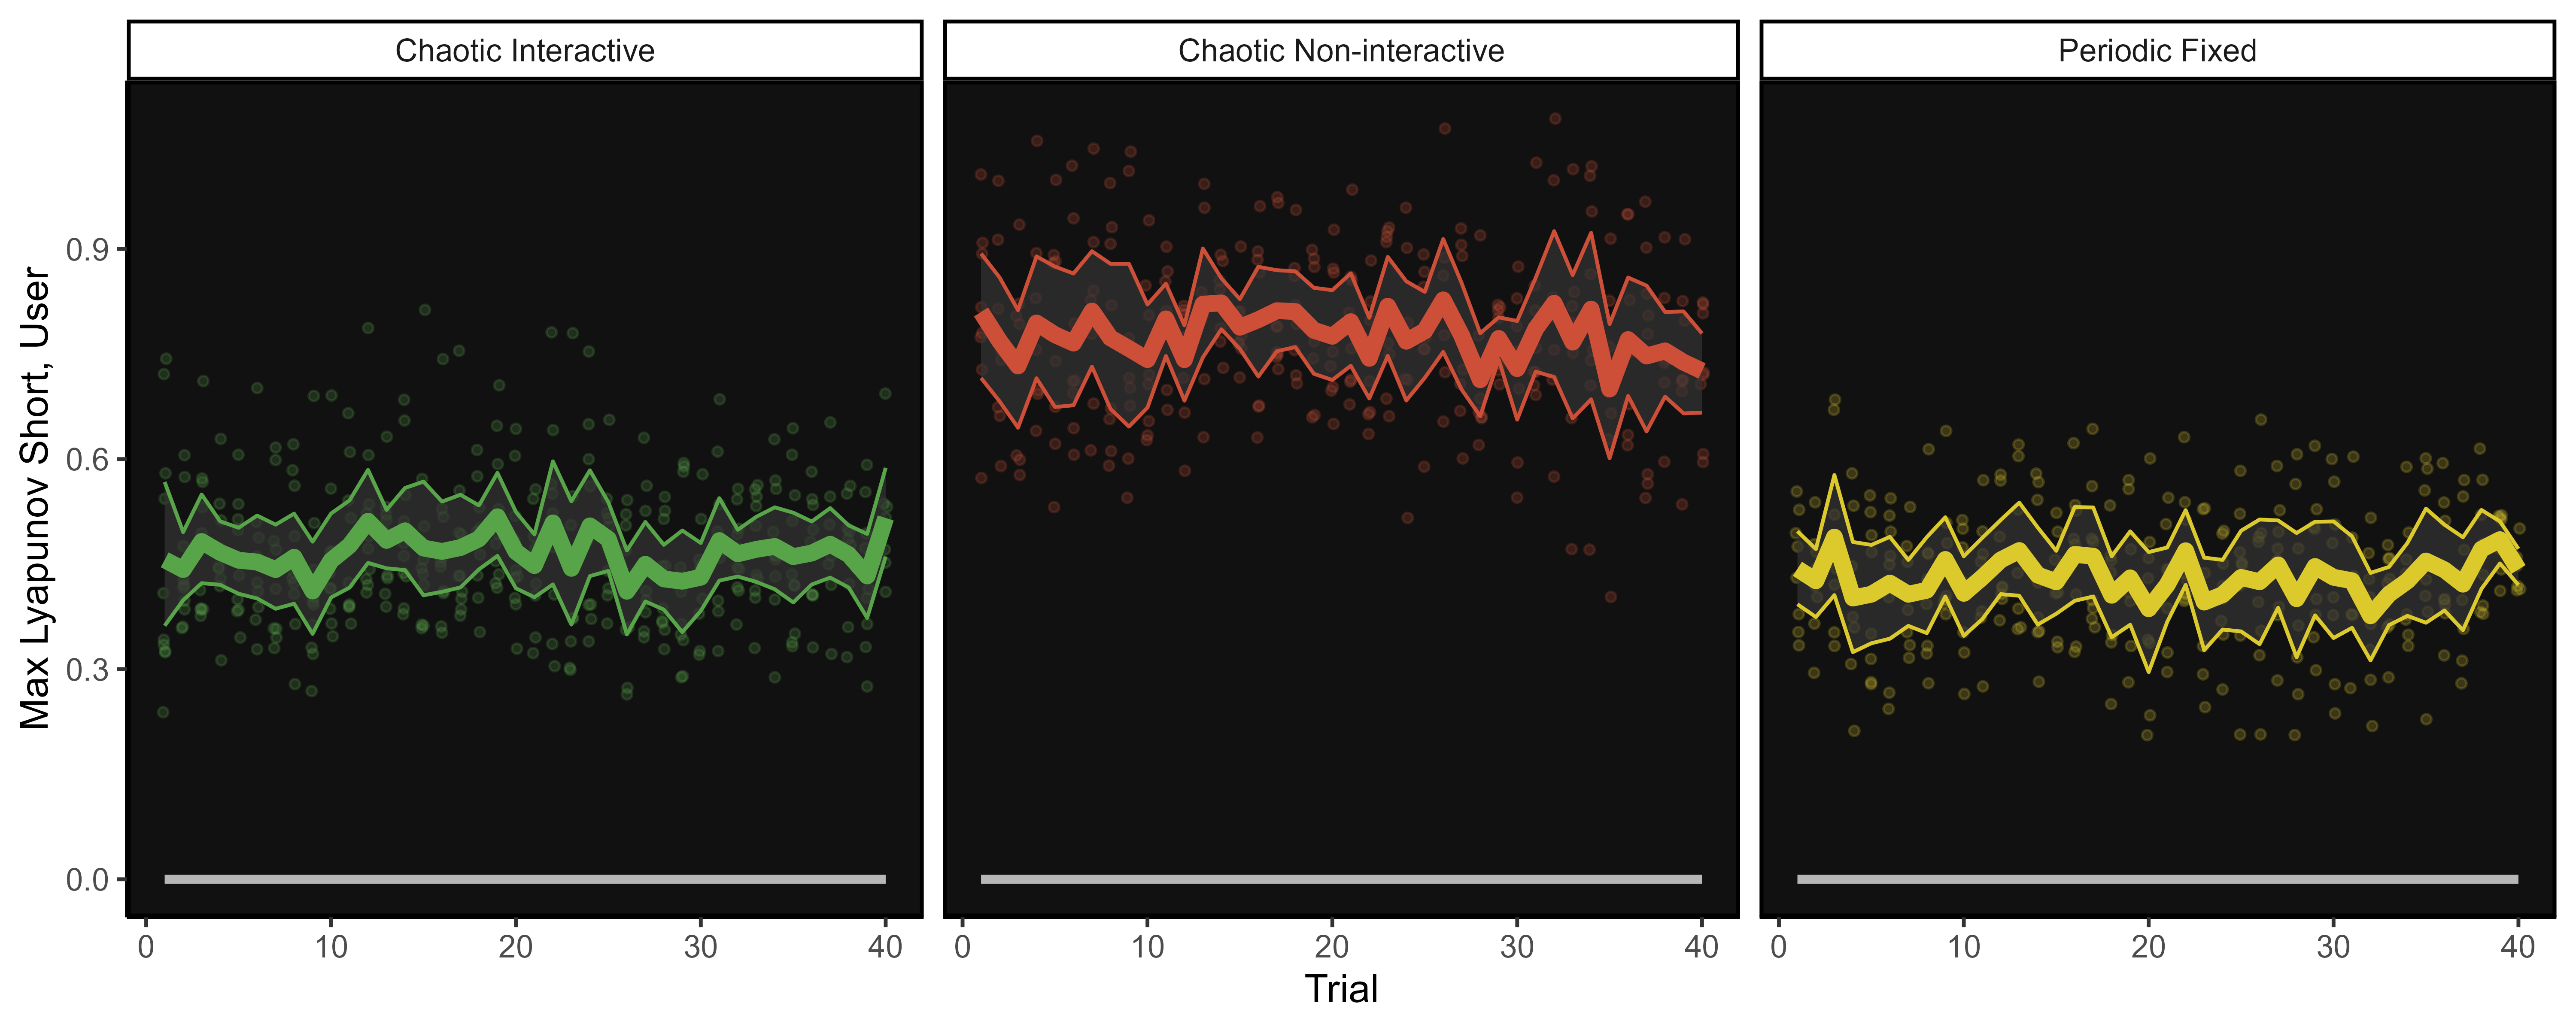 Chaotic Interactive
Chaotic Non-interactive
Periodic Fixed
Max Lyapunov Short, User
0.9
0.6
0.3
0.0
0 10 20 30 40
0 10 20 30 40
0 10 20 30 40
Trial